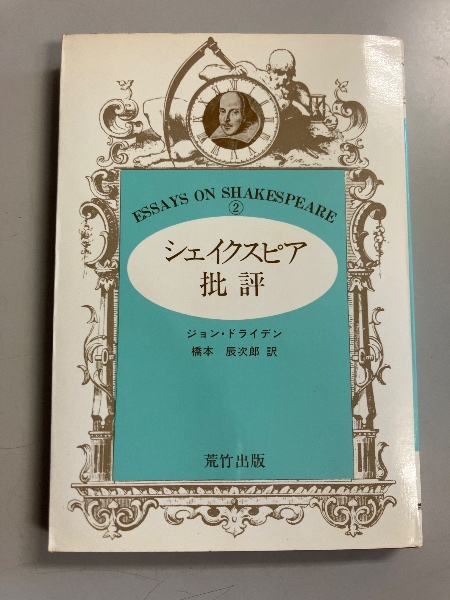 ESSAYS ON SHAKESPEARE
②
シェイクスピア
批評
ジョン・ドライデン
橋本 辰次郎 訳
荒竹出版